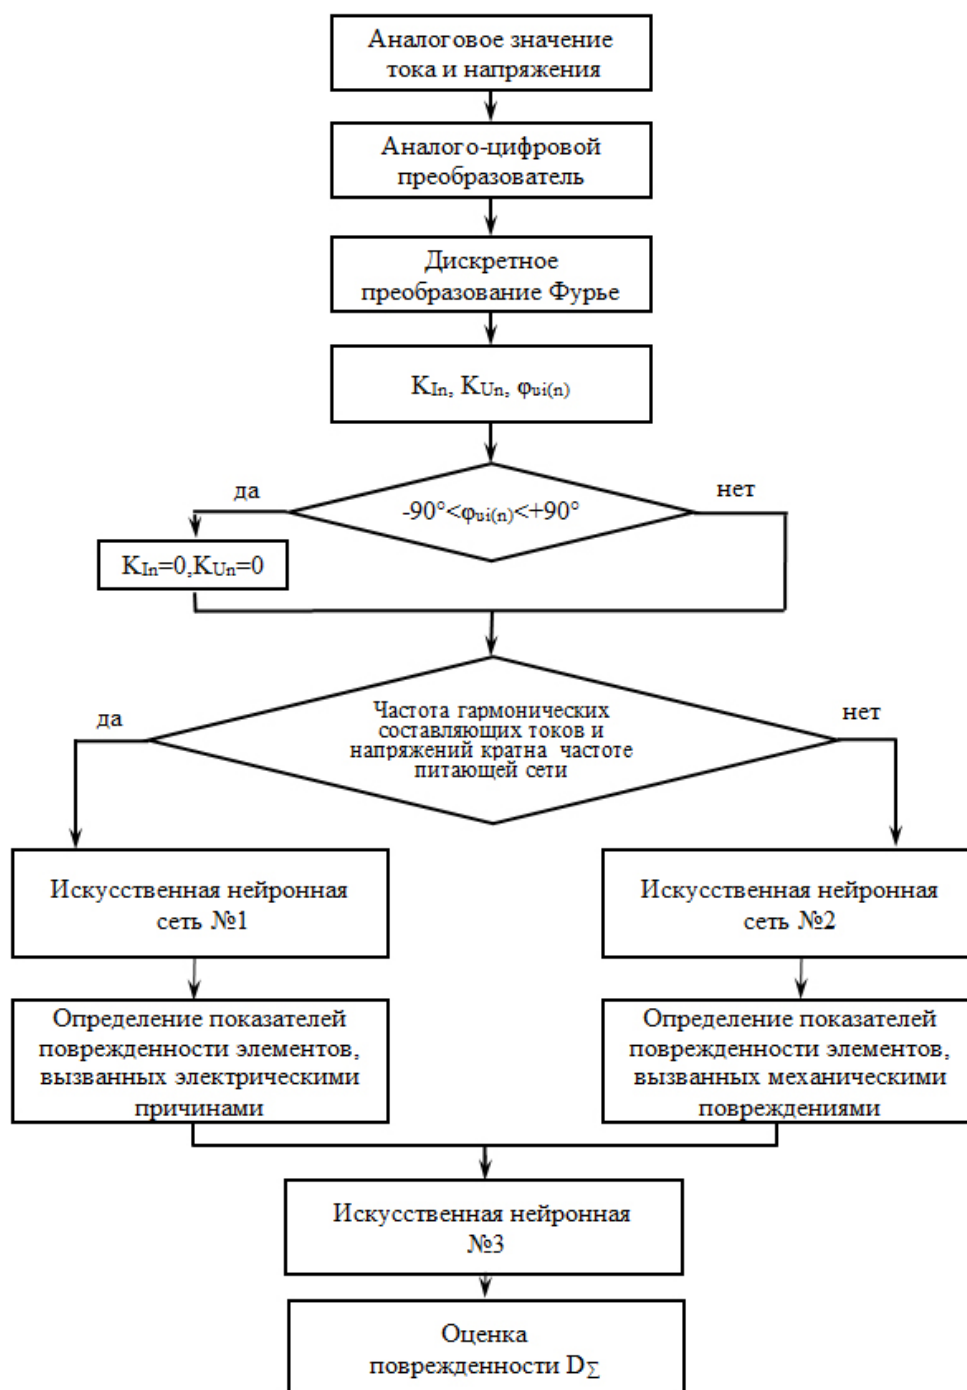 Аналоговое значение
тока и напряжения
Аналого-цифровой
преобразователь
Дискретное
преобразование Фурье
KIn, KUn, φui(n)
да
-90°<φui(n)<+90°
нет
KIn=0,KUn=0
да
Частота гармонических
составляющих токов и
напряжений кратна частоте
питающей сети
нет
Искусственная нейронная
сеть №1
Искусственная нейронная
сеть №2
Определение показателей
поврежденности элементов,
вызванных электрическими
причинами
Определение показателей
поврежденности элементов,
вызванных механическими
повреждениями
Искусственная нейронная
№3
Оценка
поврежденности D∑